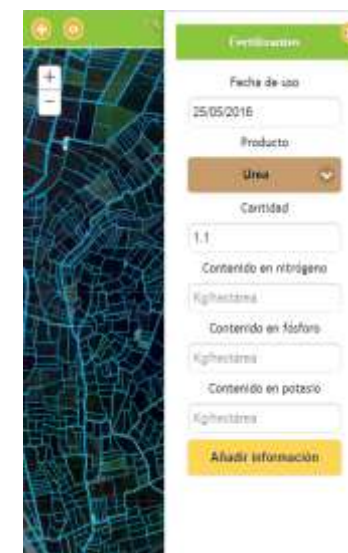 +
−
Fertilizantes
Fecha de uso
25/05/2016
Producto
Urea
Cantidad
1.1
Contenido en nitrógeno
Kg/hectárea
Contenido en fósforo
Kg/hectárea
Contenido en potasio
Kg/hectárea
Añadir información